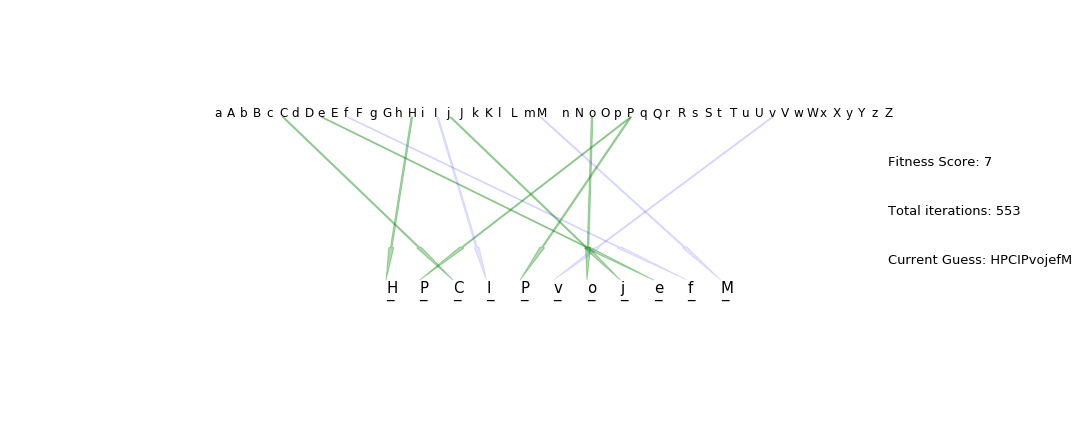 a A b B c C d D e E f F g G h H i I j J k K l L m M n N o O p P q Q r R s S t T u U v V w W x X y Y z Z
Fitness Score: 7
Total iterations: 553
Current Guess: HPCIPvojefM
H P C I P v o j e f M